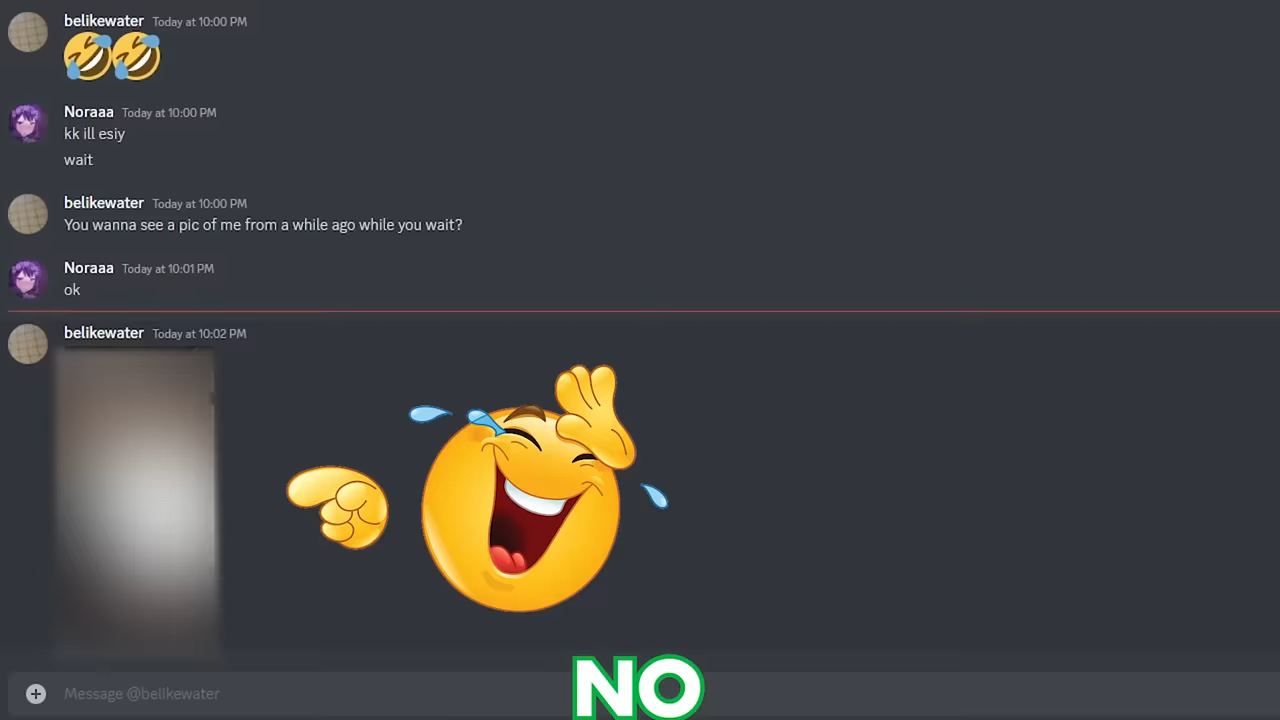 belikewater Today at 10:00 PM
Noraaa Today at 10:00 PM
kk ill esiy
wait
belikewater Today at 10:00 PM
You wanna see a pic of me from a while ago while you wait?
Noraaa Today at 10:01 PM
ok
belikewater Today at 10:02 PM
Message @belikewater
NO